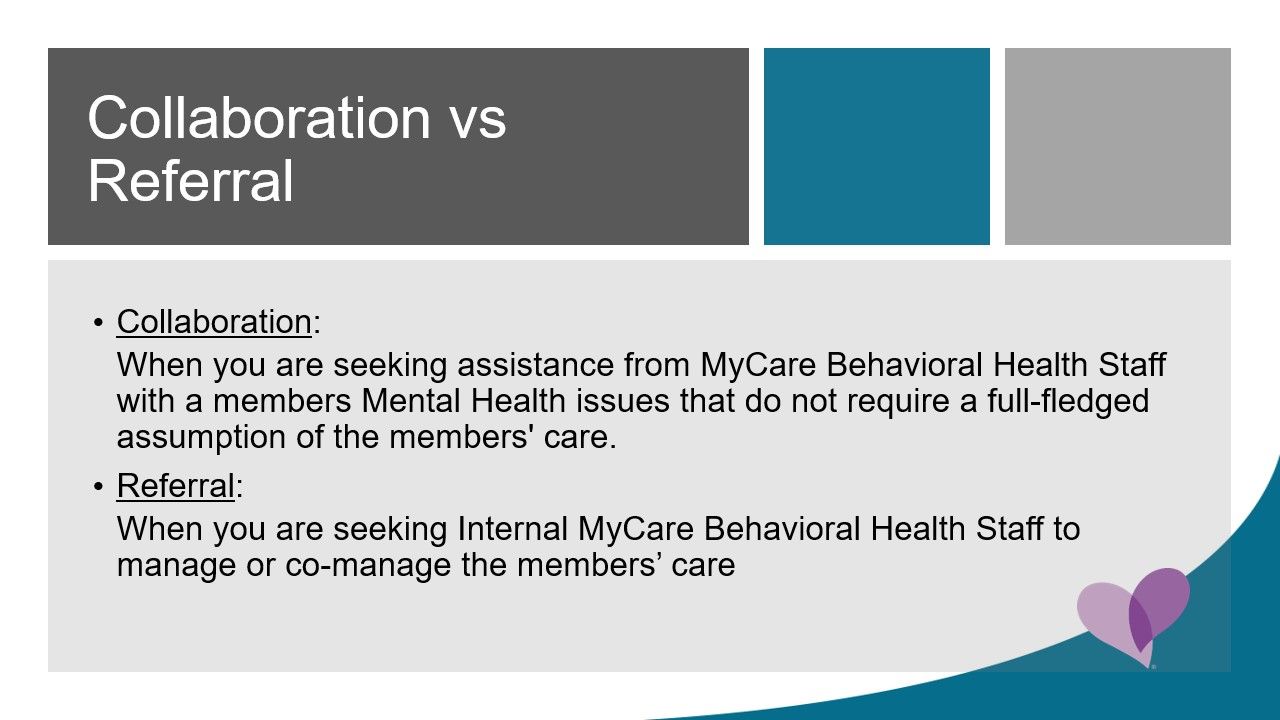 Collaboration vs
Referral
• Collaboration:
When you are seeking assistance from MyCare Behavioral Health Staff
with a members Mental Health issues that do not require a full-fledged
assumption of the members' care.
• Referral:
When you are seeking Internal MyCare Behavioral Health Staff to
manage or co-manage the members’ care
®